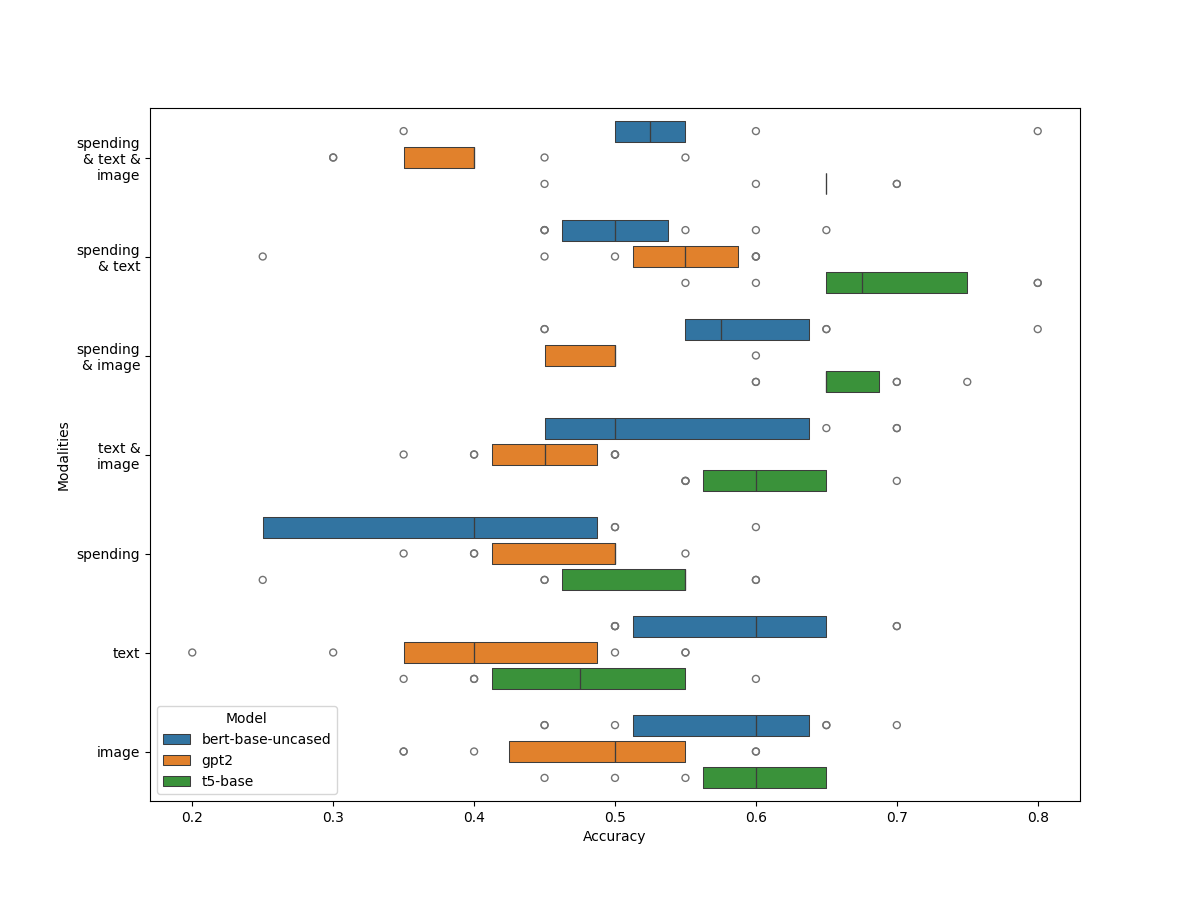 spending
& text &
image
spending
& text
spending
& image
text &
image
spending
text
image
Modalities
Model
bert-base-uncased
gpt2
t5-base
0.2 0.3 0.4 0.5 0.6 0.7 0.8
Accuracy